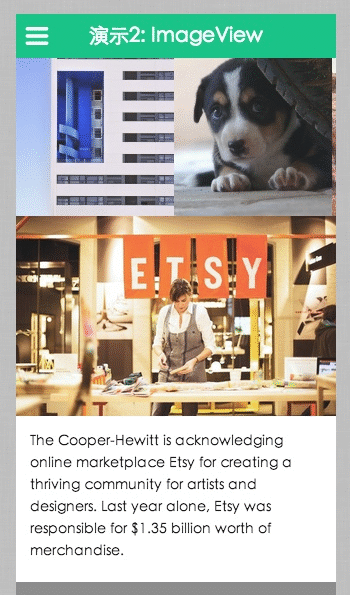 演示2: ImageView
ETSY
The Cooper-Hewitt is acknowledging
online marketplace Etsy for creating a
thriving community for artists and
designers. Last year alone, Etsy was
responsible for $1.35 billion worth of
merchandise.